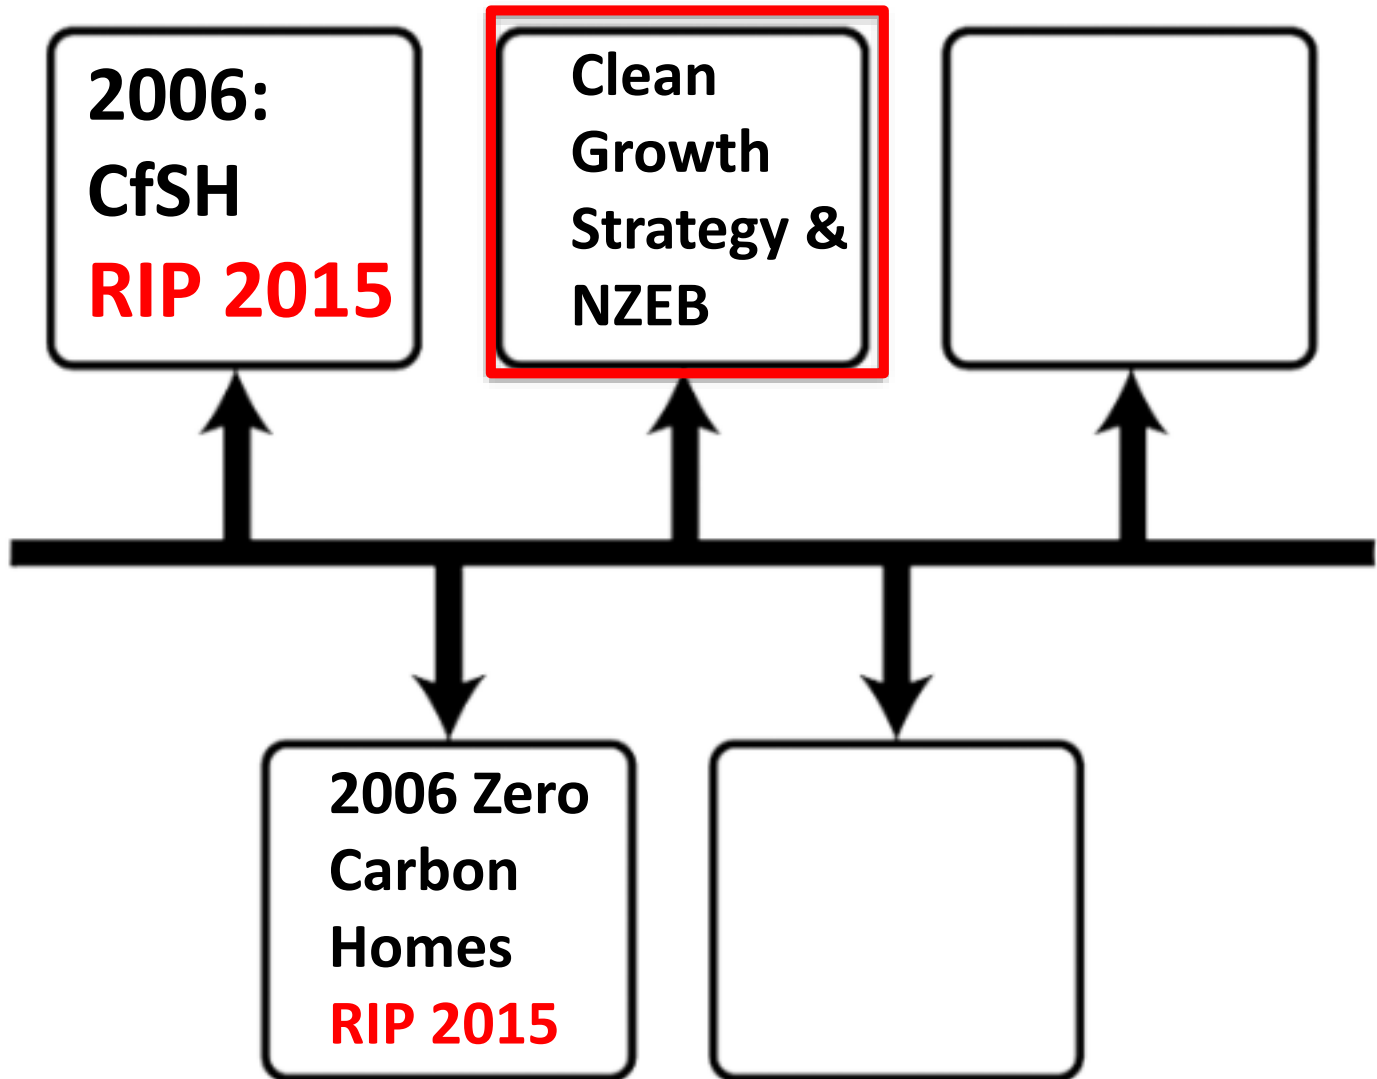 2006:
CfSH
RIP 2015
Clean
Growth
Strategy &
NZEB
2006 Zero
Carbon
Homes
RIP 2015